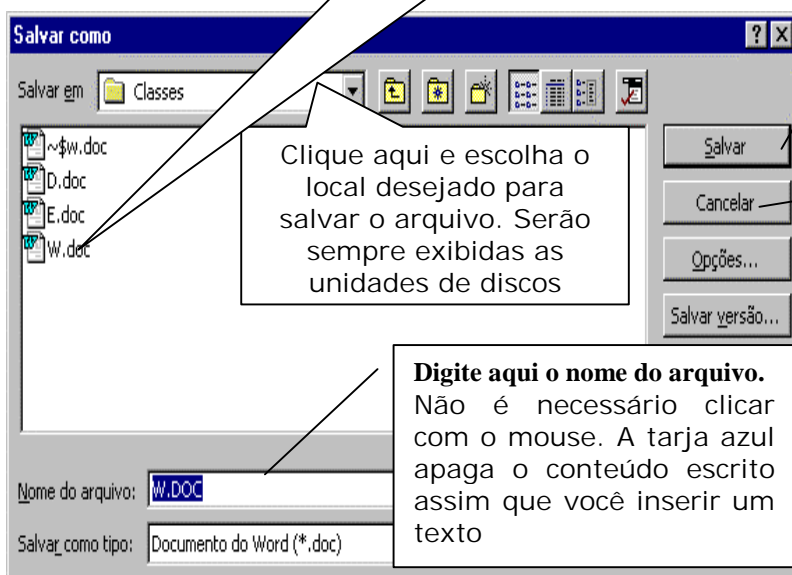 Salvar como
Salvar em
Classes
~$w.doc
D.doc
E.doc
W.doc
Clique aqui e escolha o
local desejado para
salvar o arquivo. Serão
sempre exibidas as
unidades de discos
Salvar
Cancelar
Opções...
Salvar versão...
Digite aqui o nome do arquivo.
Não é necessário clicar
com o mouse. A tarja azul
apaga o conteúdo escrito
assim que você inserir um
texto
Nome do arquivo:
W.DOC
Salvar como tipo:
Documento do Word (*.doc)